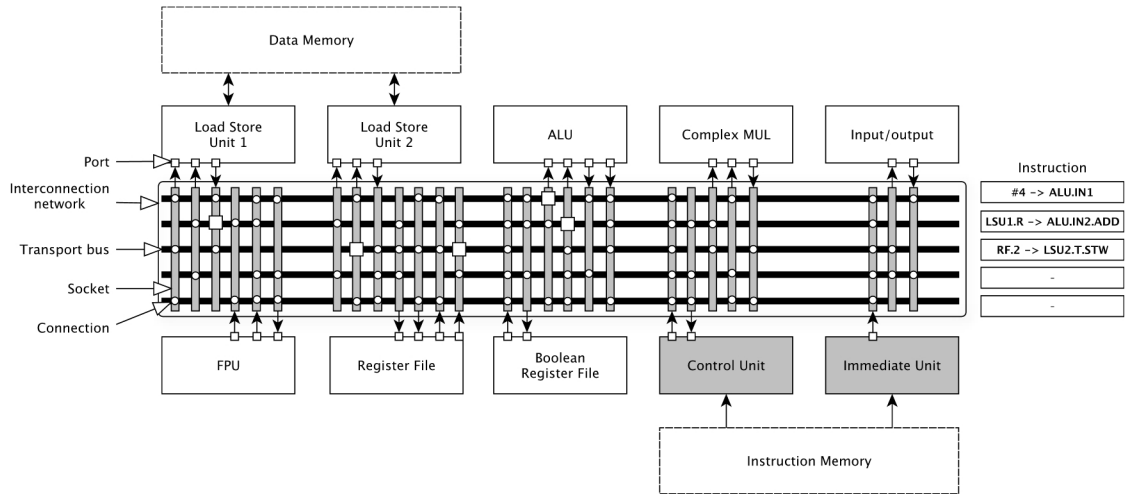 Data Memory
Load Store
Unit 1
Load Store
Unit 2
ALU
Complex MUL
Input/output
Port
Interconnection
network
Transport bus
Socket
Connection
Instruction
#4 -> ALU.IN1
LSU1.R -> ALU.IN2.ADD
RF.2 -> LSU2.T.STW
-
-
FPU
Register File
Boolean
Register File
Control Unit
Immediate Unit
Instruction Memory